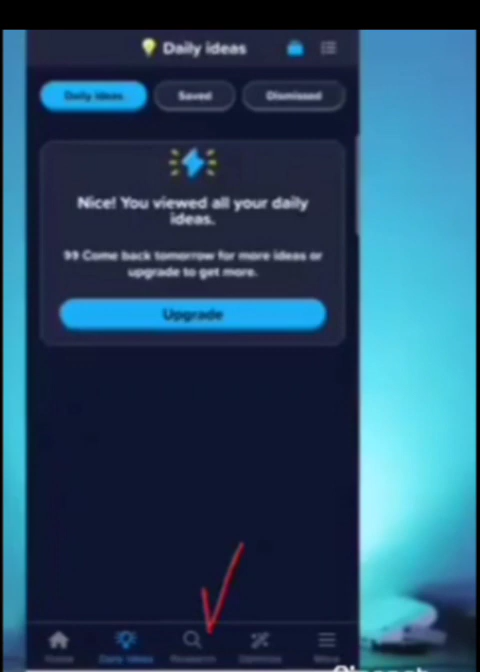 💡 Daily ideas
Daily ideas Saved Dismissed
Nice! You viewed all your daily
ideas.
99 Come back tomorrow for more ideas or
upgrade to get more.
Upgrade
Home Daily ideas Research Optimize More